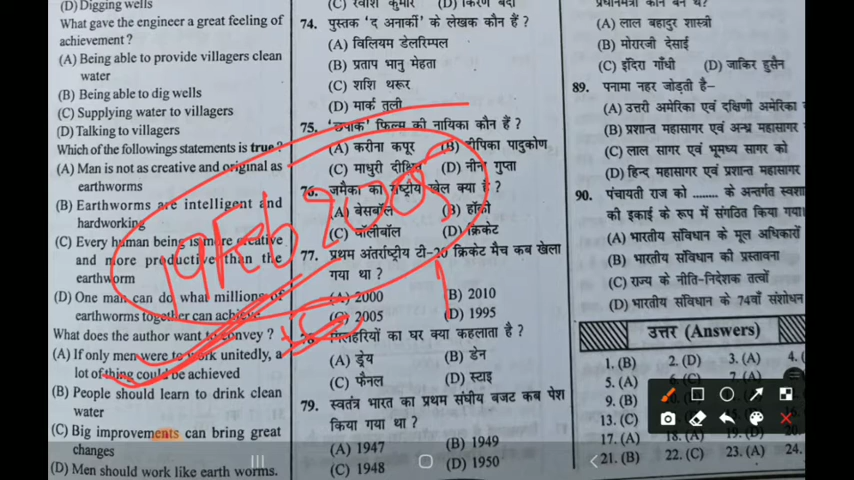 (D) Digging wells
What gave the engineer a great feeling of
achievement ?
(A) Being able to provide villagers clean
water
(B) Being able to dig wells
(C) Supplying water to villagers
(D) Talking to villagers
Which of the followings statements is true ?
(A) Man is not as creative and original as
earthworms
(B) Earthworms are intelligent and
hardworking
(C) Every human being is more creative
and more productive than the
earthworm
(D) One man can do what millions of
earthworms together can achieve
What does the author want to convey ?
(A) If only men were to work unitedly, a
lot of thing could be achieved
(B) People should learn to drink clean
water
(C) Big improvements can bring great
changes
(D) Men should work like earth worms.
74. पुस्तक 'द अनार्की' के लेखक कौन हैं ?
(A) विलियम डेलरिम्पल
(B) प्रताप भानु मेहता
(C) शशि थरूर
(D) मार्क तुली
75. 'छपाक' फिल्म की नायिका कौन हैं ?
(A) करीना कपूर (B) दीपिका पादुकोण
(C) माधुरी दीक्षित (D) नीना गुप्ता
76. जमैका का राष्ट्रीय खेल क्या है ?
(A) बेसबॉल (B) हॉकी
(C) वॉलीबॉल (D) क्रिकेट
77. प्रथम अंतर्राष्ट्रीय टी-20 क्रिकेट मैच कब खेला
गया था ?
(A) 2000 (B) 2010
(C) 2005 (D) 1995
78. गिलहरियों का घर क्या कहलाता है ?
(A) ड्रेय (B) डेन
(C) फैनल (D) स्टाइ
79. स्वतंत्र भारत का प्रथम संघीय बजट कब पेश
किया गया था ?
(A) 1947 (B) 1949
(C) 1948 (D) 1950
(A) लाल बहादुर शास्त्री
(B) मोरारजी देसाई
(C) इंदिरा गाँधी (D) जाकिर हुसैन
89. पनामा नहर जोड़ती है-
(A) उत्तरी अमेरिका एवं दक्षिणी अमेरिका
(B) प्रशान्त महासागर एवं अन्ध्र महासागर
(C) लाल सागर एवं भूमध्य सागर को
(D) हिन्द महासागर एवं प्रशान्त महासागर
90. पंचायती राज को ........ के अन्तर्गत स्वशा
की इकाई के रूप में संगठित किया गया
(A) भारतीय संविधान के मूल अधिकारों
(B) भारतीय संविधान को प्रस्तावना
(C) राज्य के नीति-निदेशक तत्वों
(D) भारतीय संविधान के 74वाँ संशोधन
उत्तर (Answers)
1. (B) 2. (D) 3. (A) 4.
5. (A) 6. (C) 7. (A)
9. (B)
13. (C)
17. (A) 18. (A) 19. (D) 20.
21. (B) 22. (C) 23. (A) 24.
19 Feb 2005